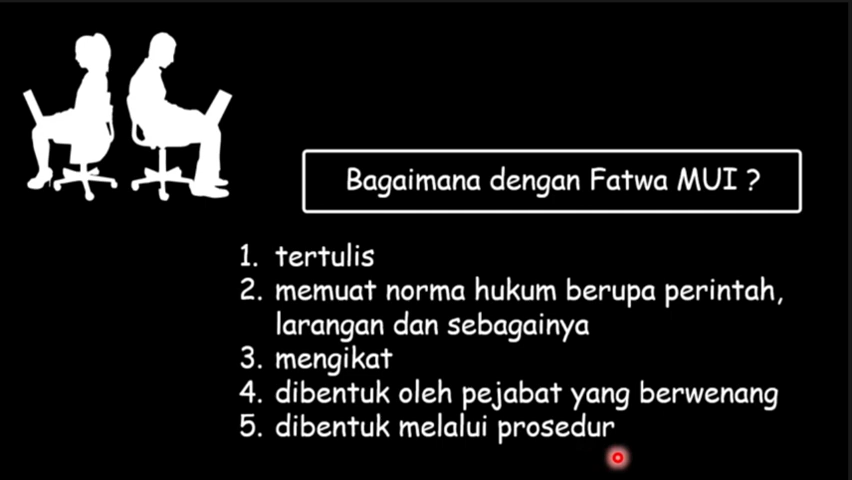 Bagaimana dengan Fatwa MUI ?
1. tertulis
2. memuat norma hukum berupa perintah,
larangan dan sebagainya
3. mengikat
4. dibentuk oleh pejabat yang berwenang
5. dibentuk melalui prosedur